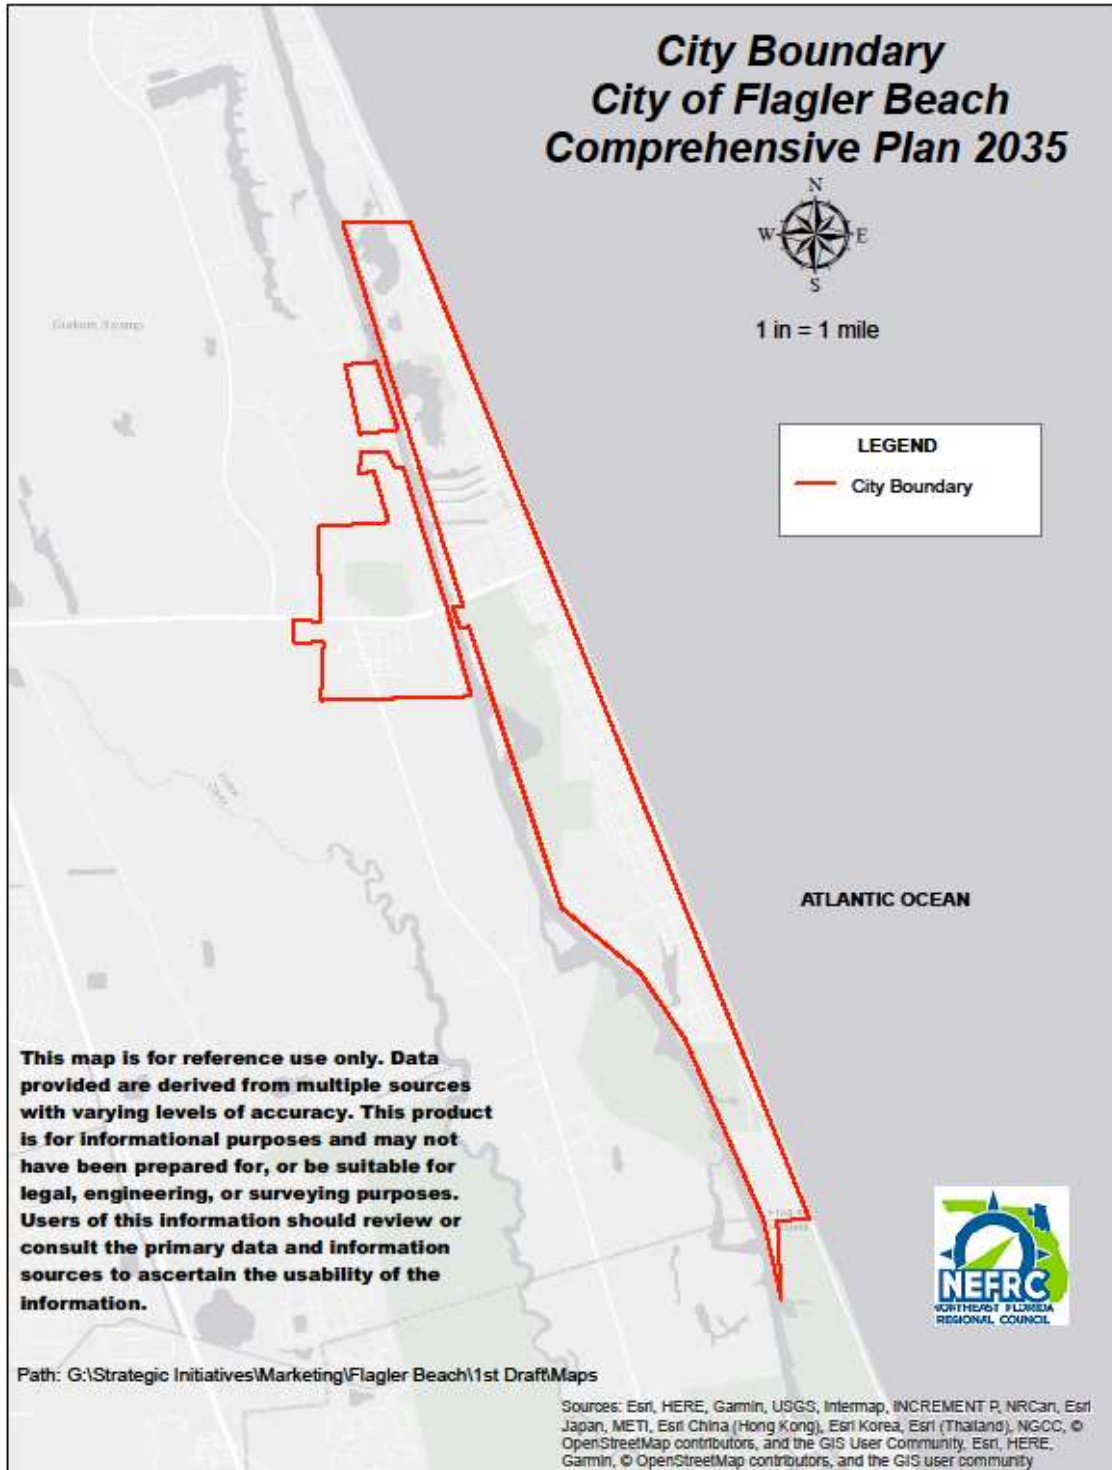 City Boundary
City of Flagler Beach
Comprehensive Plan 2035
N
W E
S
1 in = 1 mile
Graham Swamp
LEGEND
City Boundary
ATLANTIC OCEAN
This map is for reference use only. Data
provided are derived from multiple sources
with varying levels of accuracy. This product
is for informational purposes and may not
have been prepared for, or be suitable for
legal, engineering, or surveying purposes.
Users of this information should review or
consult the primary data and information
sources to ascertain the usability of the
information.
NEFRC
NORTHEAST FLORIDA
REGIONAL COUNCIL
Path: G:\Strategic Initiatives\Marketing\Flagler Beach\1st Draft\Maps
Sources: Esri, HERE, Garmin, USGS, Intermap, INCREMENT P, NRCan, Esri
Japan, METI, Esri China (Hong Kong), Esri Korea, Esri (Thailand), NGCC, ©
OpenStreetMap contributors, and the GIS User Community, Esri, HERE,
Garmin, © OpenStreetMap contributors, and the GIS user community